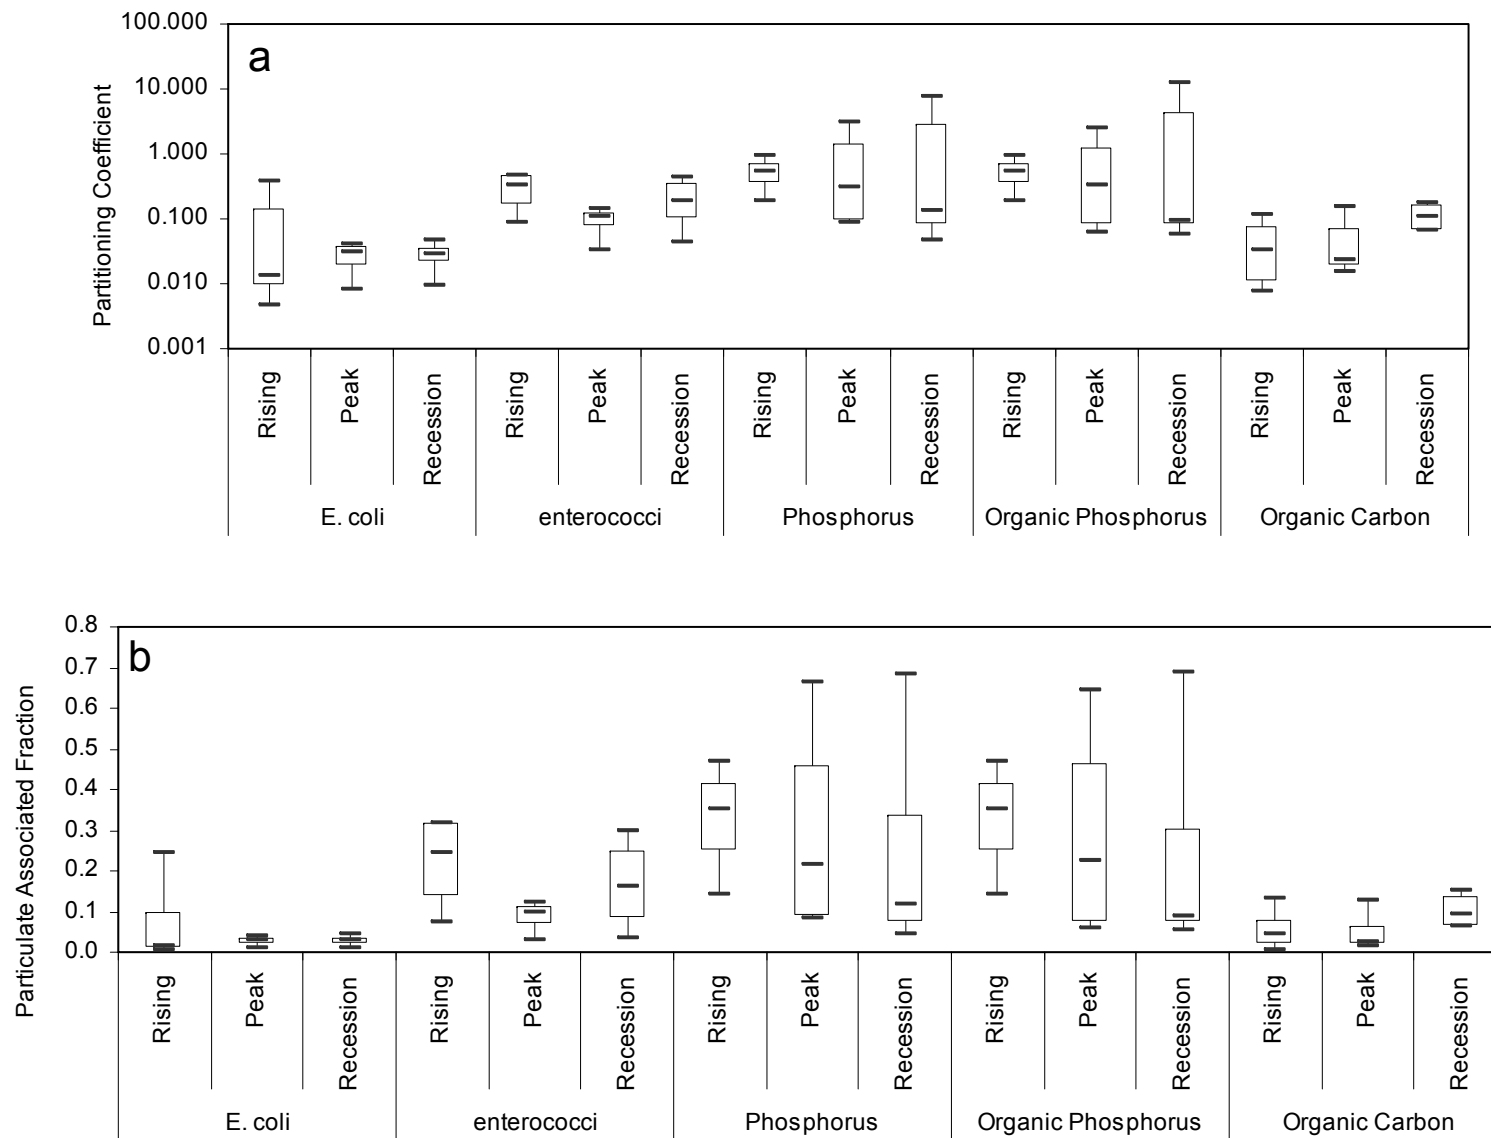 a
Partitioning Coefficient
100.000
10.000
1.000
0.100
0.010
0.001
Rising
Peak
Recession
Rising
Peak
Recession
Rising
Peak
Recession
Rising
Peak
Recession
Rising
Peak
Recession
E. coli
enterococci
Phosphorus
Organic Phosphorus
Organic Carbon
b
Particulate Associated Fraction
0.8
0.7
0.6
0.5
0.4
0.3
0.2
0.1
0.0
Rising
Peak
Recession
Rising
Peak
Recession
Rising
Peak
Recession
Rising
Peak
Recession
Rising
Peak
Recession
E. coli
enterococci
Phosphorus
Organic Phosphorus
Organic Carbon